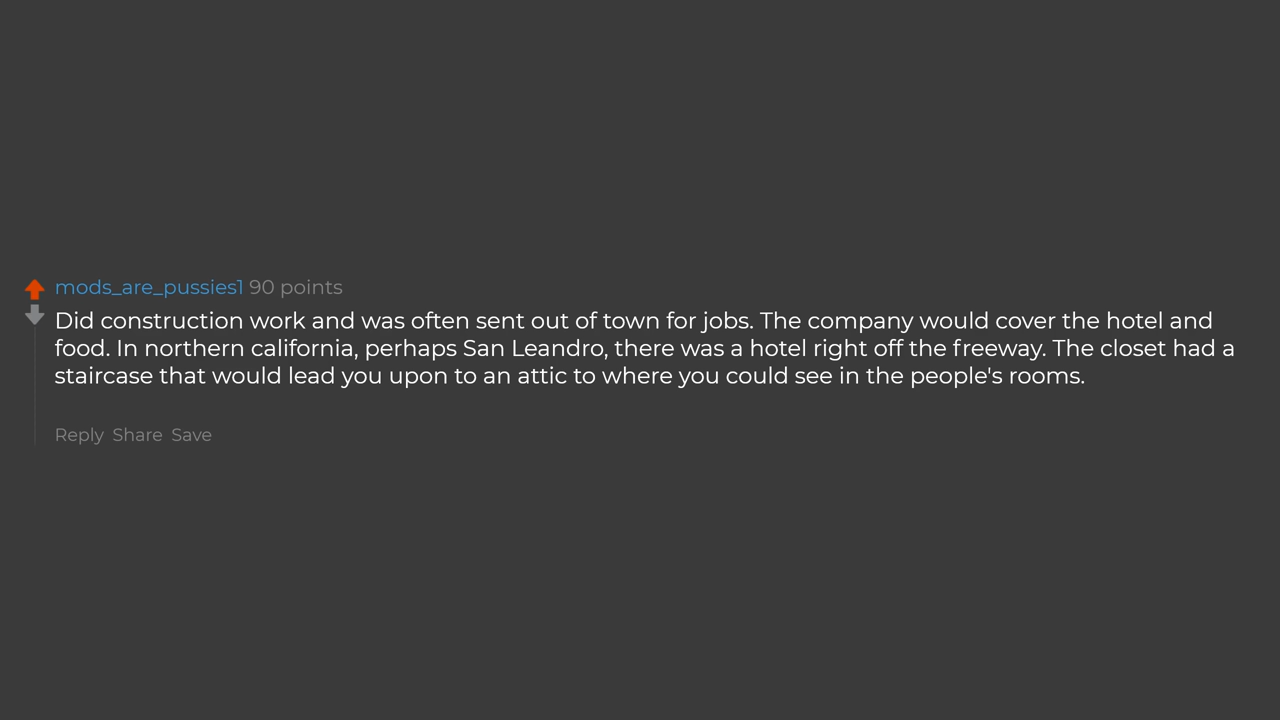 mods_are_pussies1 90 points
Did construction work and was often sent out of town for jobs. The company would cover the hotel and
food. In northern california, perhaps San Leandro, there was a hotel right off the freeway. The closet had a
staircase that would lead you upon to an attic to where you could see in the people's rooms.
Reply Share Save